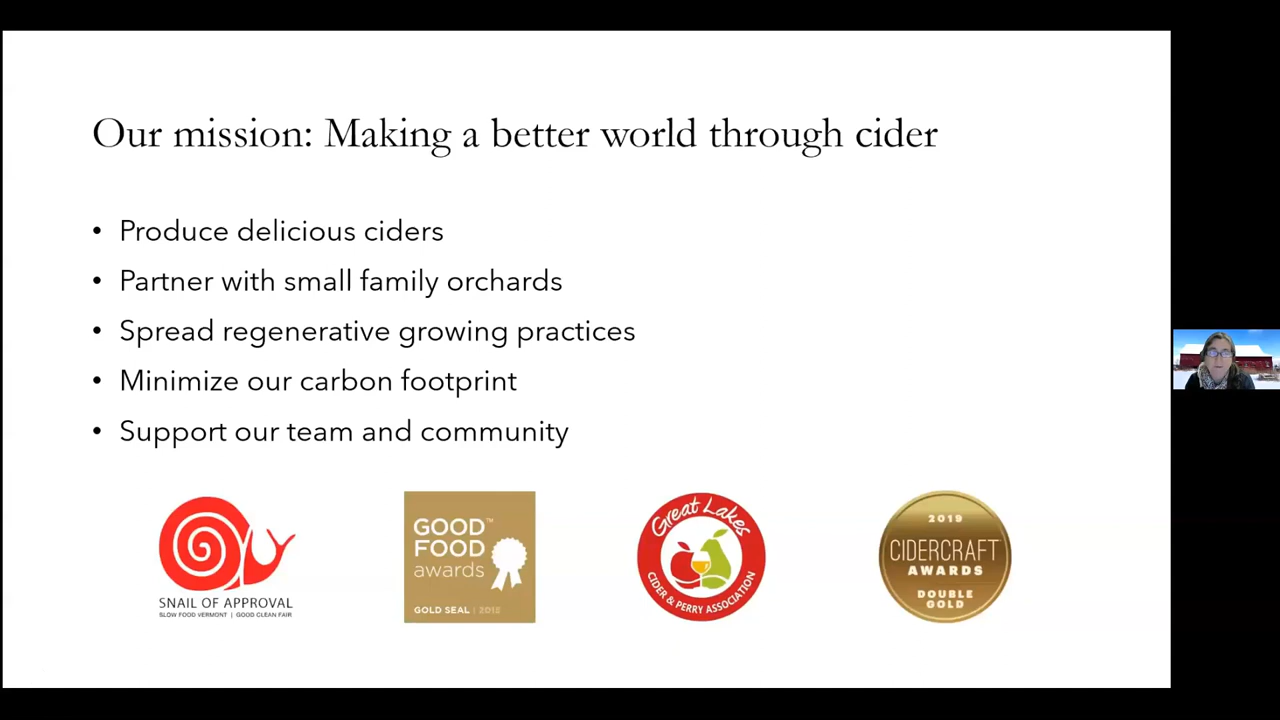 Our mission: Making a better world through cider
• Produce delicious ciders
• Partner with small family orchards
• Spread regenerative growing practices
• Minimize our carbon footprint
• Support our team and community
SNAIL OF APPROVAL
SLOW FOOD VERMONT | GOOD CLEAN FAIR
GOOD™
FOOD
awards
GOLD SEAL |
Great Lakes
CIDER & PERRY ASSOCIATION
2019
CIDERCRAFT
AWARDS
DOUBLE
GOLD